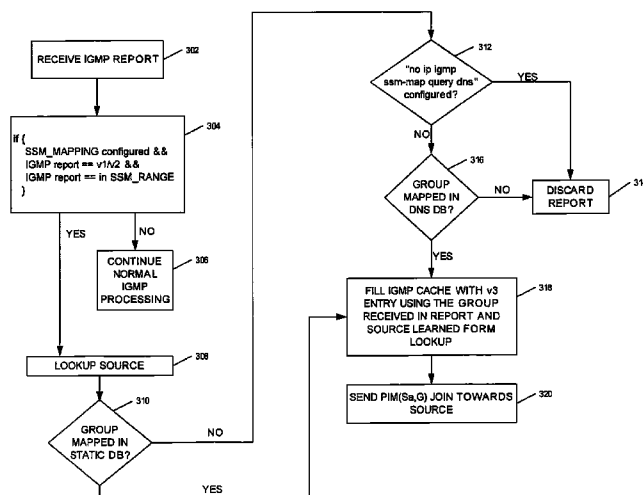 RECEIVE IGMP REPORT
302
if {
SSM_MAPPING configured &&
IGMP report == v1/v2 &&
IGMP report == in SSM_RANGE
}
304
YES
NO
CONTINUE
NORMAL
IGMP
PROCESSING
306
LOOKUP SOURCE
308
GROUP
MAPPED IN
STATIC DB?
310
NO
YES
"no ip igmp
ssm-map query dns"
configured?
312
YES
NO
GROUP
MAPPED IN
DNS DB?
316
NO
DISCARD
REPORT
YES
FILL IGMP CACHE WITH v3
ENTRY USING THE GROUP
RECEIVED IN REPORT AND
SOURCE LEARNED FORM
LOOKUP
318
SEND PIM(Sa,G) JOIN TOWARDS
SOURCE
320